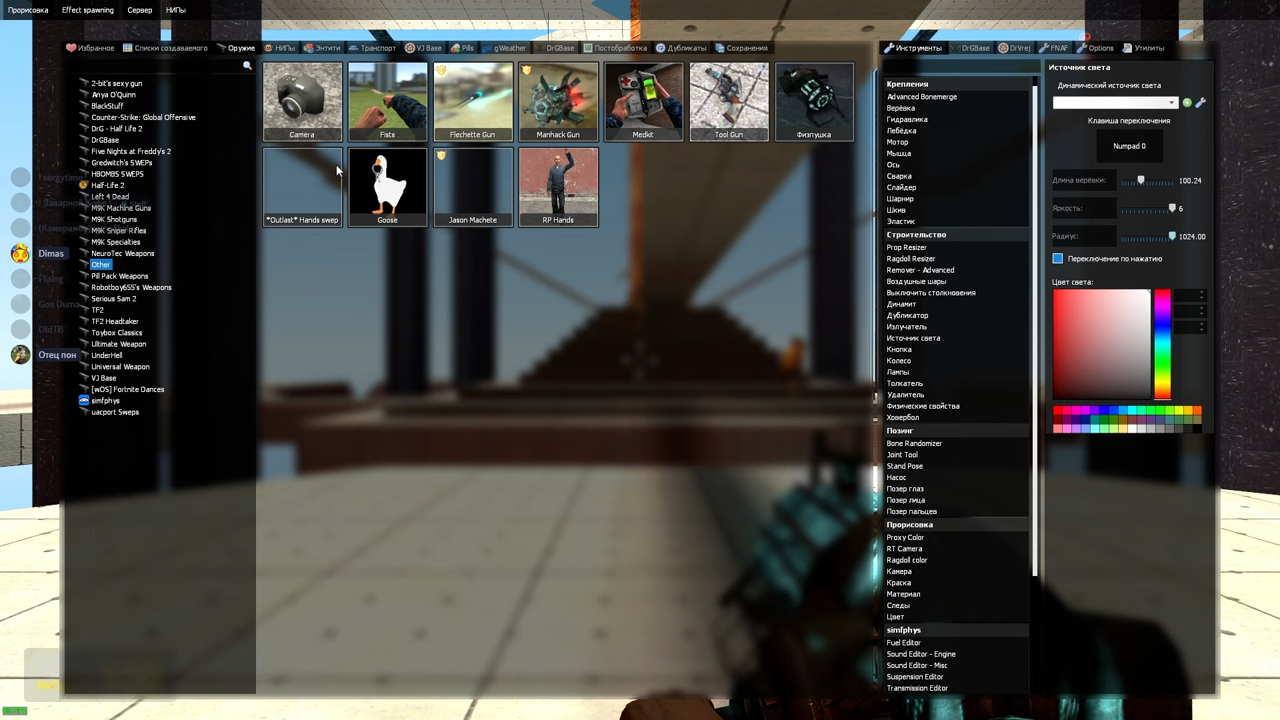 Прорисовка
Effect spawning
Сервер
НИПы
Избранное
Списки создаваемого
Оружие
НИПы
Энтити
Транспорт
VJ Base
Pills
gWeather
DrGBase
Постобработка
Дубликаты
Сохранения
Инструменты
DrGBase
DrVrej
FNAF
Options
Утилиты
2-bit's sexy gun
Anya O'Quinn
BlackStuff
Counter-Strike: Global Offensive
DrG - Half Life 2
DrGBase
Five Nights at Freddy's 2
Gredwitch's SWEPs
HBOMBS SWEPs
Half-Life 2
Left 4 Dead
M9K Machine Guns
M9K Shotguns
M9K Sniper Rifles
M9K Specialties
NeuroTec Weapons
Other
Pill Pack Weapons
Robotboy655's Weapons
Serious Sam 2
TF2
TF2 Headtaker
Toybox Classics
Ultimate Weapon
UnderHell
Universal Weapon
VJ Base
[wOS] Fortnite Dances
simfphys
uacport Sweps
Dimas
OldTB
Отец пон
Camera
Fists
Flechette Gun
Manhack Gun
Medkit
Tool Gun
Физпушка
*Outlast* Hands swep
Goose
Jason Machete
RP Hands
Крепления
Advanced Bonemerge
Верёвка
Гидравлика
Лебёдка
Мотор
Мышца
Ось
Сварка
Слайдер
Шарнир
Шкив
Эластик
Строительство
Prop Resizer
Ragdoll Resizer
Remover - Advanced
Воздушные шары
Выключить столкновения
Динамит
Дубликатор
Излучатель
Источник света
Кнопка
Колесо
Лампы
Толкатель
Удалитель
Физические свойства
Ховербол
Позинг
Bone Randomizer
Joint Tool
Stand Pose
Насос
Позер глаз
Позер лица
Позер пальцев
Прорисовка
Proxy Color
RT Camera
Ragdoll color
Камера
Краска
Материал
Следы
Цвет
simfphys
Fuel Editor
Sound Editor - Engine
Sound Editor - Misc
Suspension Editor
Transmission Editor
Источник света
Динамический источник света
Клавиша переключения
Numpad 0
Длина верёвки: 100.24
Яркость: 6
Радиус: 1024.00
Переключение по нажатию
Цвет света: